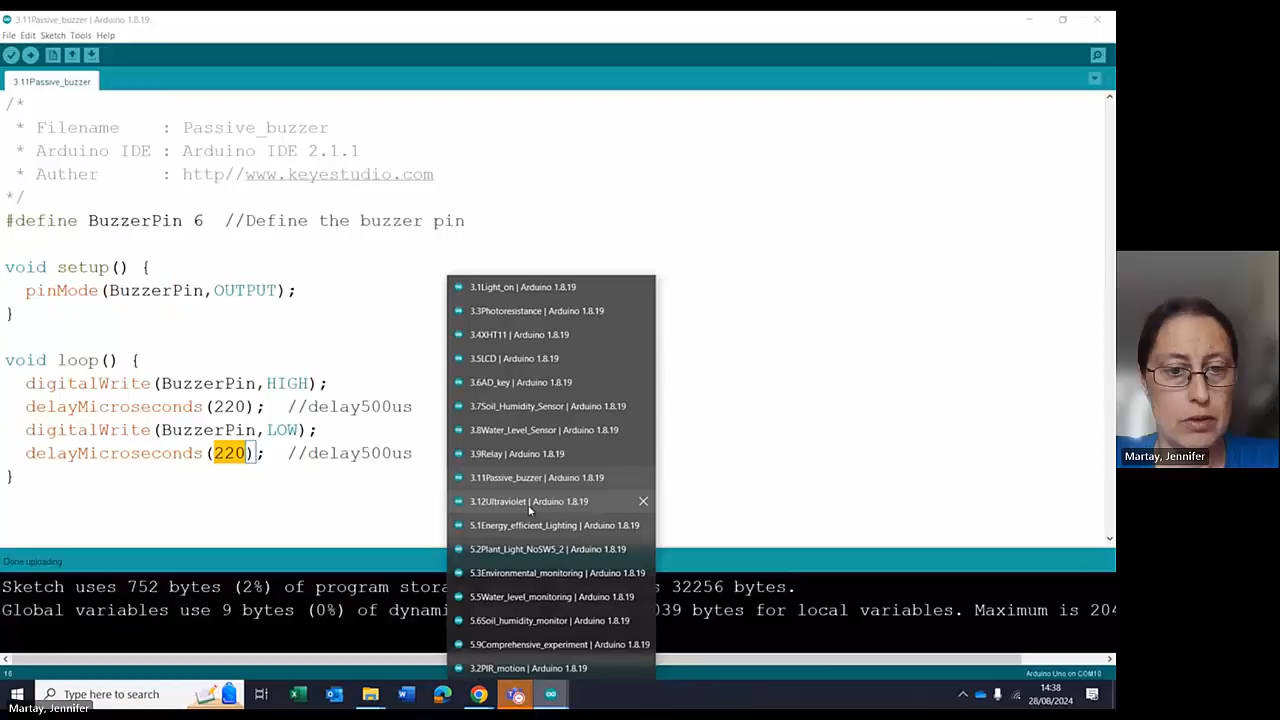 3.11Passive_buzzer | Arduino 1.8.19
File Edit Sketch Tools Help
3.11Passive_buzzer
/*
* Filename : Passive_buzzer
* Arduino IDE : Arduino IDE 2.1.1
* Auther : http//www.keyestudio.com
*/
#define BuzzerPin 6 //Define the buzzer pin
void setup() {
pinMode(BuzzerPin,OUTPUT);
}
void loop() {
digitalWrite(BuzzerPin,HIGH);
delayMicroseconds(220); //delay500us
digitalWrite(BuzzerPin,LOW);
delayMicroseconds(220); //delay500us
}
3.1Light_on | Arduino 1.8.19
3.3Photoresistance | Arduino 1.8.19
3.4XHT11 | Arduino 1.8.19
3.5LCD | Arduino 1.8.19
3.6AD_key | Arduino 1.8.19
3.7Soil_Humidity_Sensor | Arduino 1.8.19
3.8Water_Level_Sensor | Arduino 1.8.19
3.9Relay | Arduino 1.8.19
3.11Passive_buzzer | Arduino 1.8.19
3.12Ultraviolet | Arduino 1.8.19
5.1Energy_efficient_Lighting | Arduino 1.8.19
5.2Plant_Light_NoSW5_2 | Arduino 1.8.19
5.3Environmental_monitoring | Arduino 1.8.19
5.5Water_level_monitoring | Arduino 1.8.19
5.6Soil_humidity_monitor | Arduino 1.8.19
5.9Comprehensive_experiment | Arduino 1.8.19
3.2PIR_motion | Arduino 1.8.19
Martay, Jennifer
Done uploading
Sketch uses 752 bytes (2%) of program stora s 32256 bytes.
Global variables use 9 bytes (0%) of dynami 039 bytes for local variables. Maximum is 204
16
Arduino Uno on COM10
Type here to search
14:38
28/08/2024
Martay, Jennifer